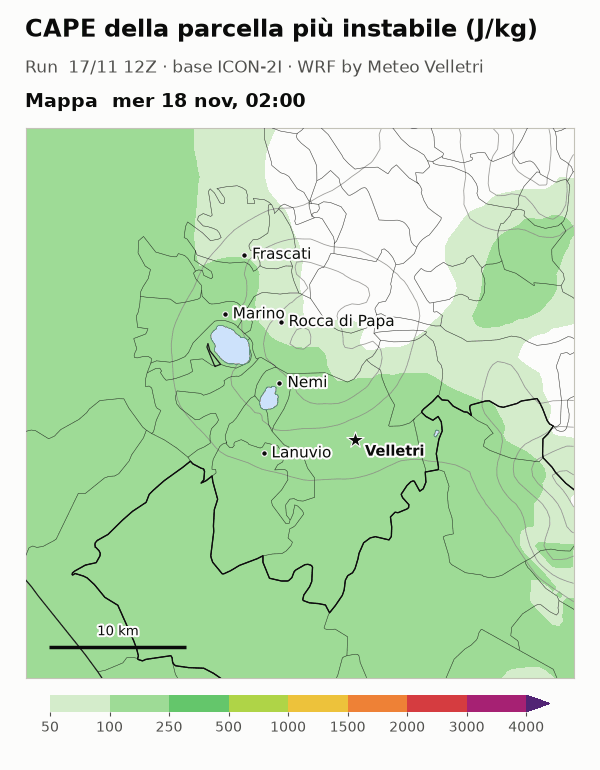 CAPE della parcella più instabile (J/kg)
Run  17/11 12Z · base ICON-2I · WRF by Meteo Velletri
Mappa  mer 18 nov, 02:00
Frascati
Marino
Rocca di Papa
Nemi
Velletri
Lanuvio
10 km
50 100 250 500 1000 1500 2000 3000 4000